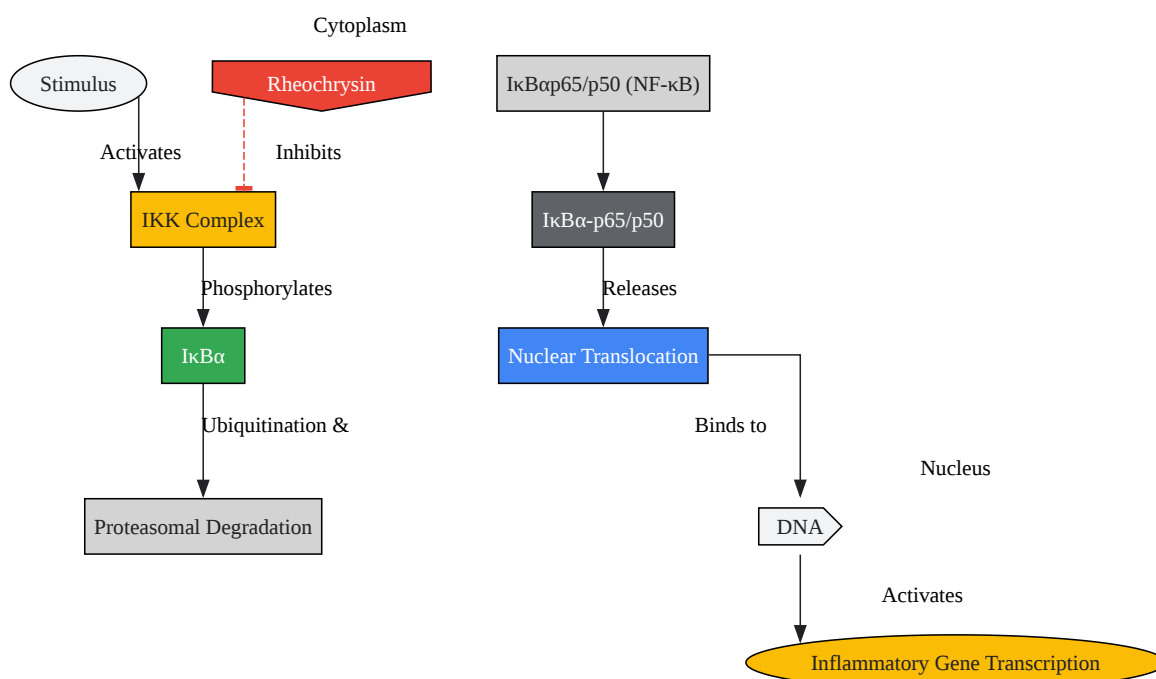 Cytoplasm
Stimulus
Rheochrysin
IκBαp65/p50 (NF-κB)
Activates
Inhibits
IKK Complex
IκBα-p65/p50
Phosphorylates
Releases
IκBα
Nuclear Translocation
Ubiquitination &
Binds to
Nucleus
Proteasomal Degradation
DNA
Activates
Inflammatory Gene Transcription